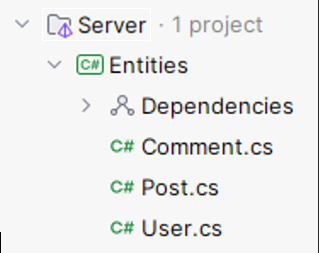 Server · 1 project
C# Entities
Dependencies
C# Comment.cs
C# Post.cs
C# User.cs